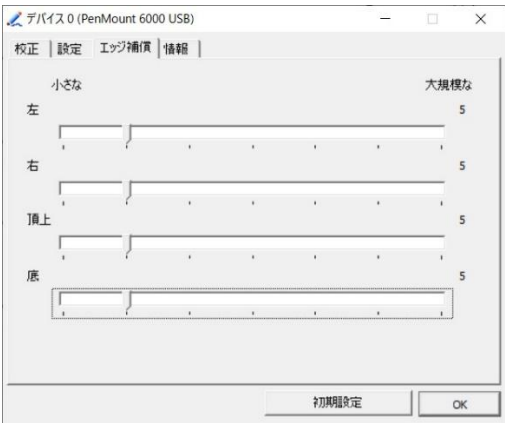 デバイス 0 (PenMount 6000 USB)
校正 設定 エッジ補償 情報
小さな 大規模な
左 5
右 5
頂上 5
底 5
初期設定 OK